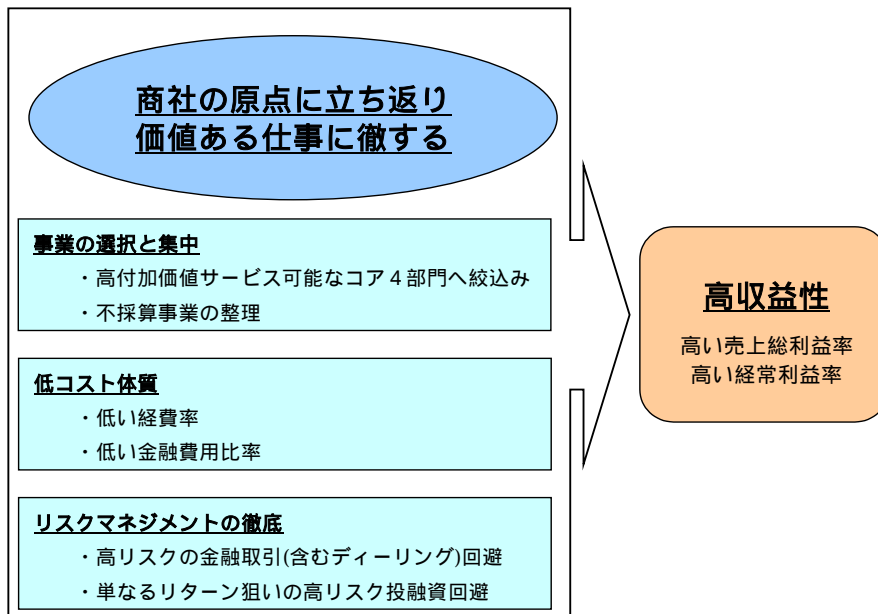 商社の原点に立ち返り
価値ある仕事に徹する
事業の選択と集中
・高付加価値サービス可能なコア４部門へ絞込み
・不採算事業の整理
低コスト体質
・低い経費率
・低い金融費用比率
リスクマネジメントの徹底
・高リスクの金融取引(含むディーリング)回避
・単なるリターン狙いの高リスク投融資回避
高収益性
高い売上総利益率
高い経常利益率